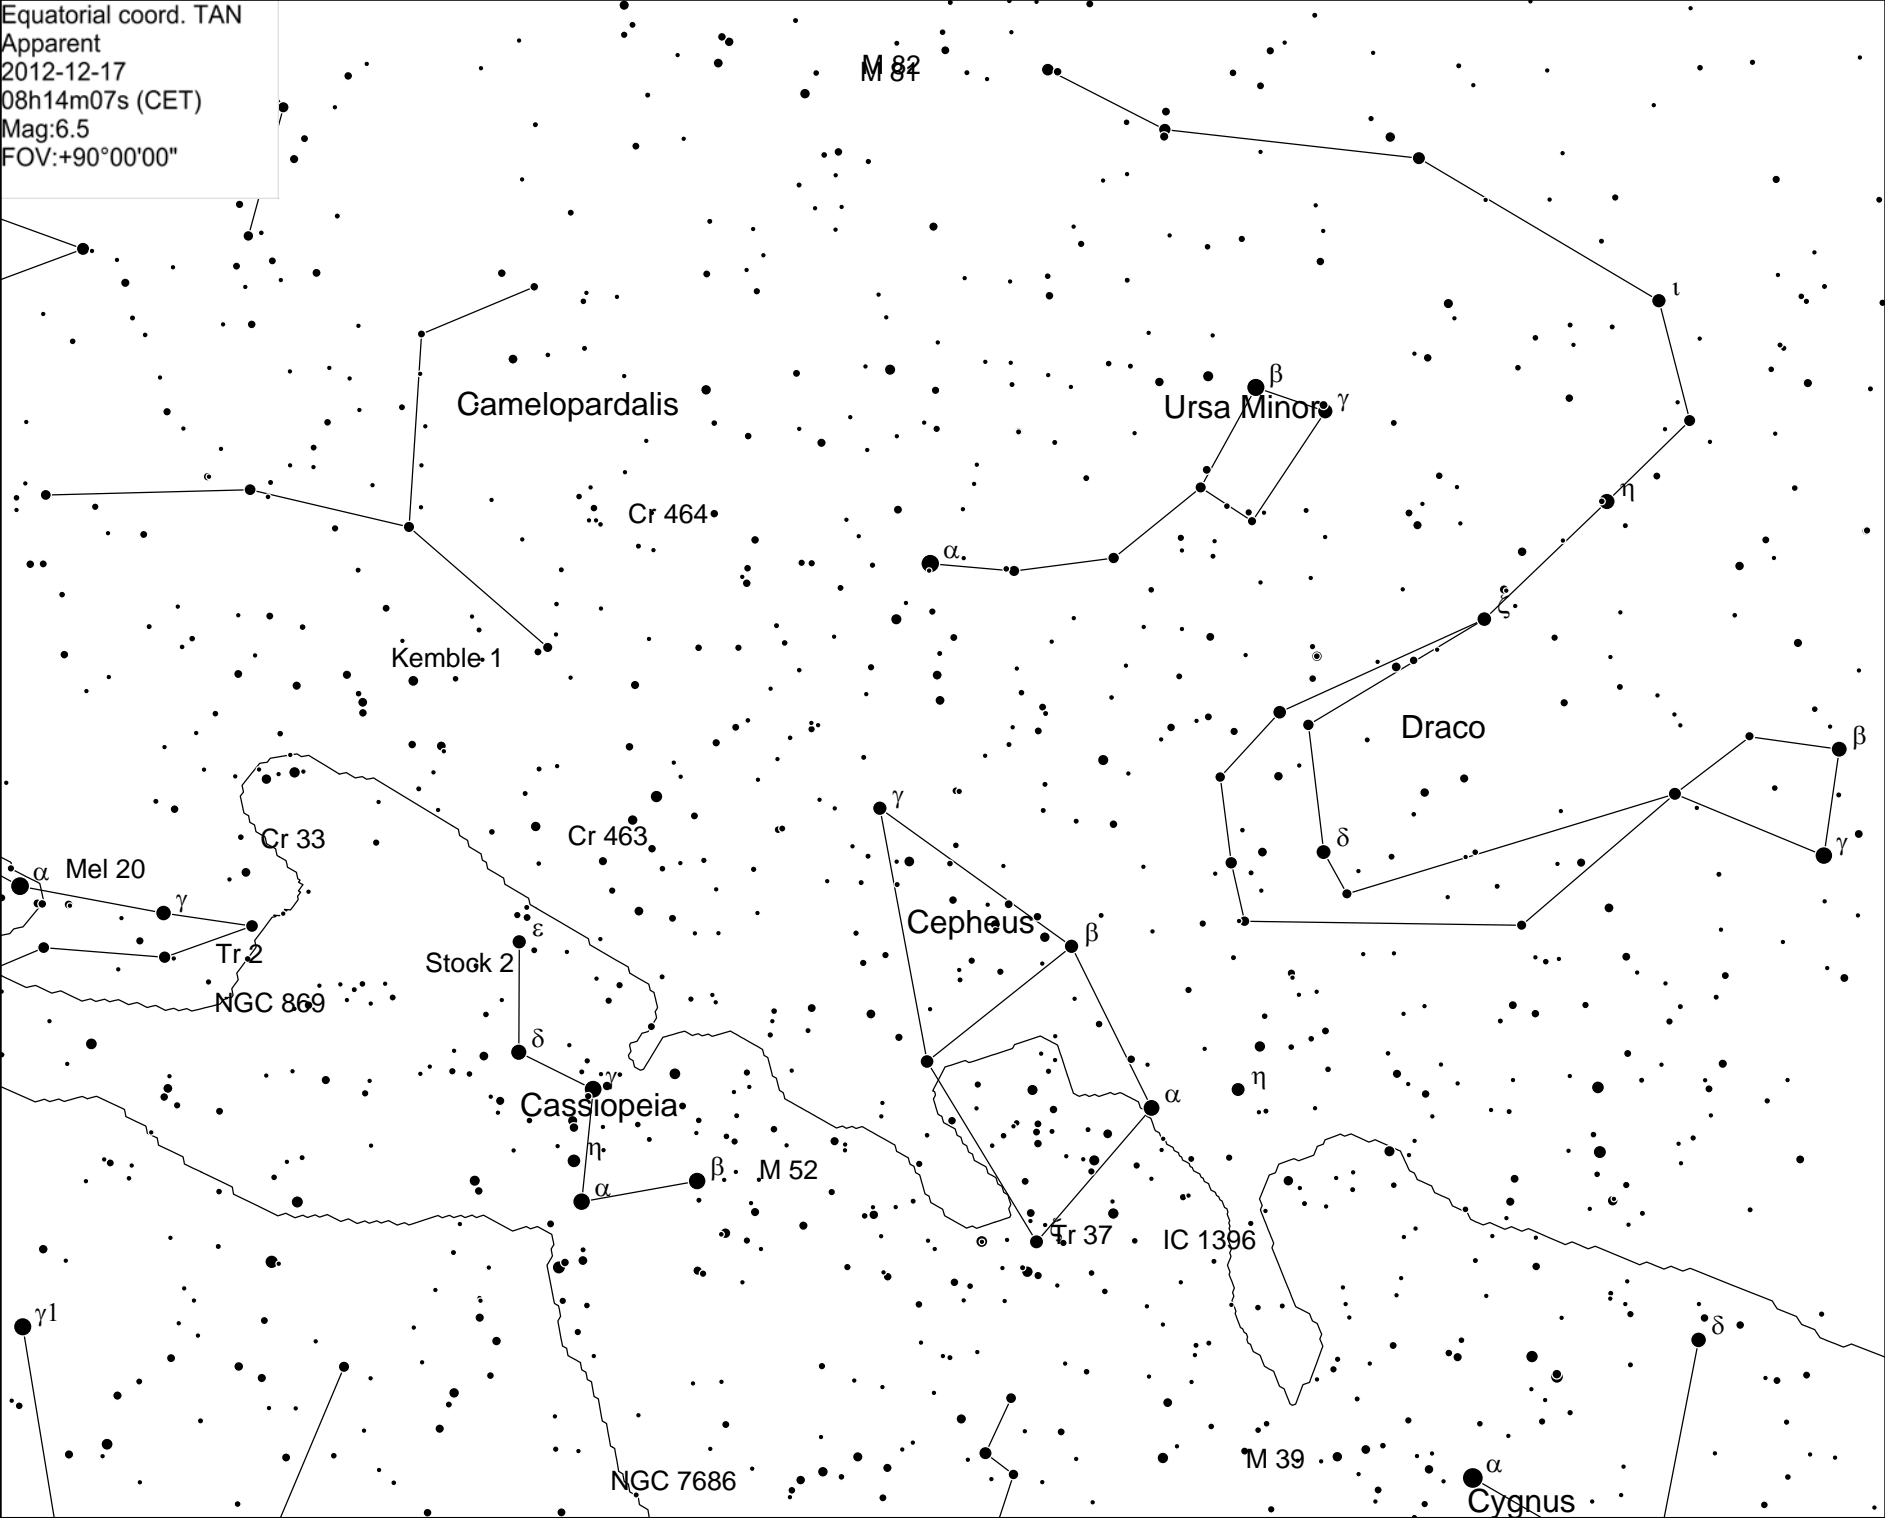 Equatorial coord. TAN
Apparent
2012-12-17
08h14m07s (CET)
Mag:6.5
FOV:+90°00'00"
M 82
M 81
ι
β
γ
Camelopardalis
Ursa Minor
η
Cr 464
α
ζ
Kemble 1
Draco
β
γ
Cr 463
Cr 33
δ
γ
α
Mel 20
γ
Cepheus
β
ε
Tr 2
Stock 2
NGC 869
δ
γ
η
α
Cassiopeia
η
β
M 52
α
ζ
Tr 37
IC 1396
γ1
δ
M 39
α
NGC 7686
Cygnus